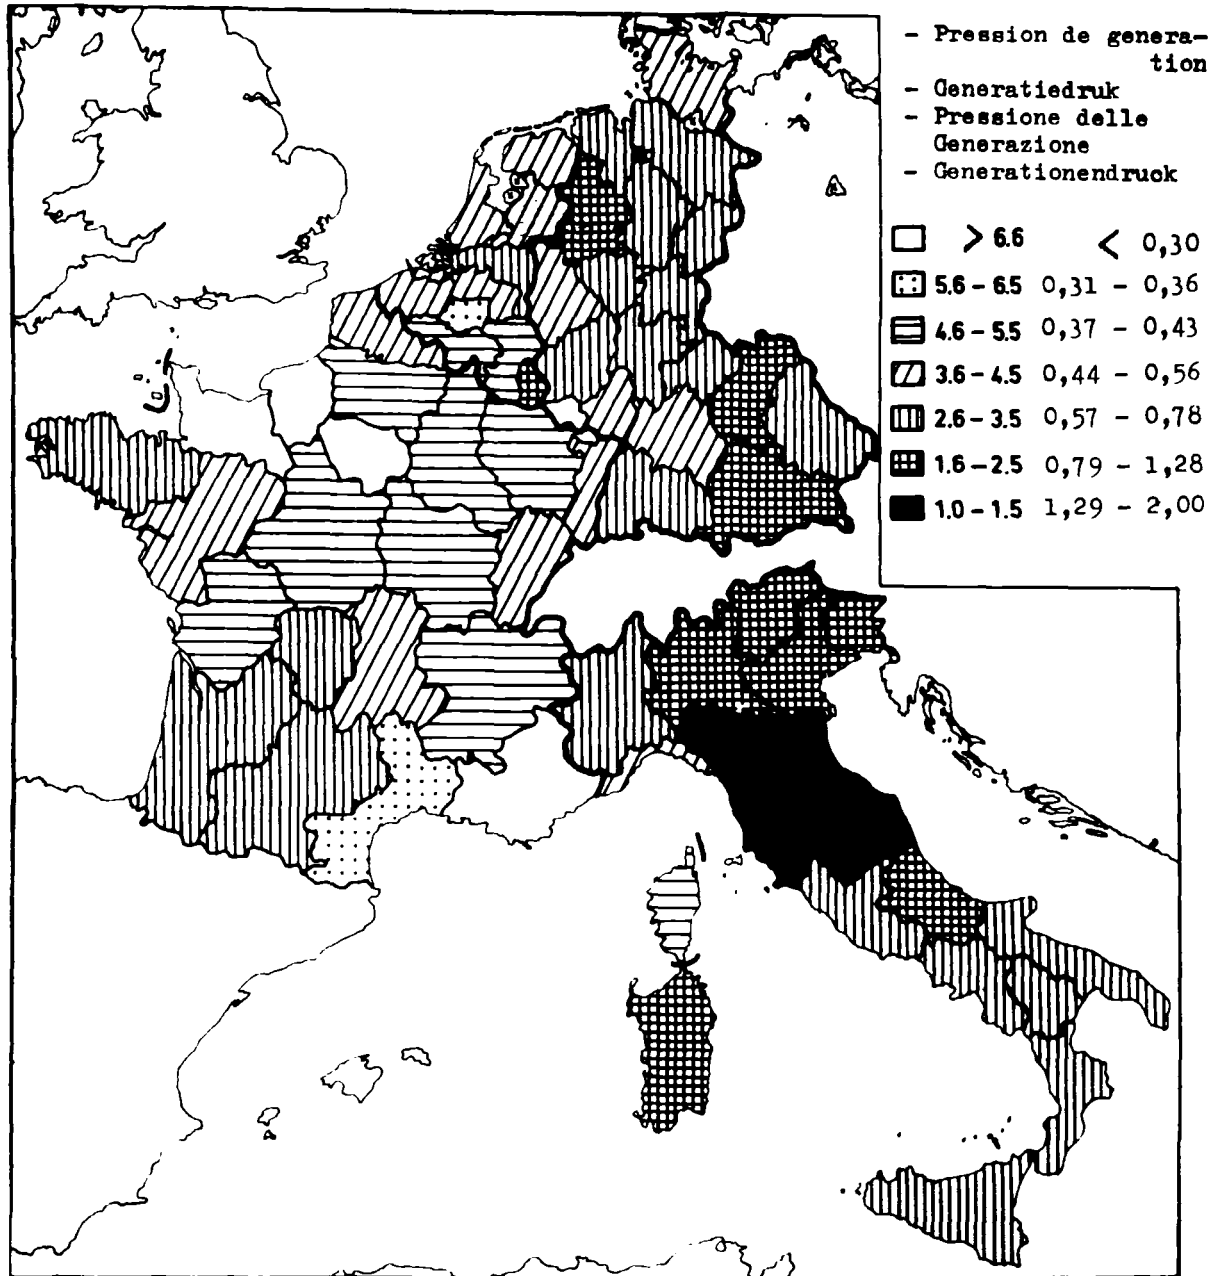 - Pression de genera-
tion
- Generatiedruk
- Pressione delle
Generazione
- Generationendruck
> 6.6 < 0,30
5.6 - 6.5 0,31 - 0,36
4.6 - 5.5 0,37 - 0,43
3.6 - 4.5 0,44 - 0,56
2.6 - 3.5 0,57 - 0,78
1.6 - 2.5 0,79 - 1,28
1.0 - 1.5 1,29 - 2,00